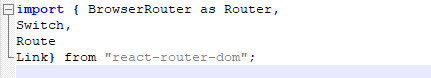 import { BrowserRouter as Router,
Switch,
Route
Link} from "react-router-dom";